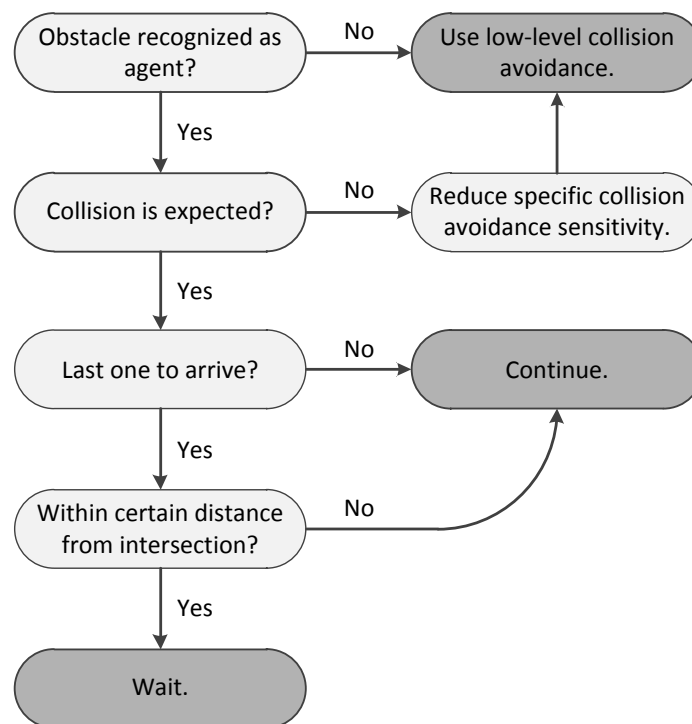 Obstacle recognized as
agent?
No
Use low-level collision
avoidance.
Yes
Collision is expected?
No
Reduce specific collision
avoidance sensitivity.
Yes
Last one to arrive?
No
Continue.
Yes
Within certain distance
from intersection?
No
Yes
Wait.